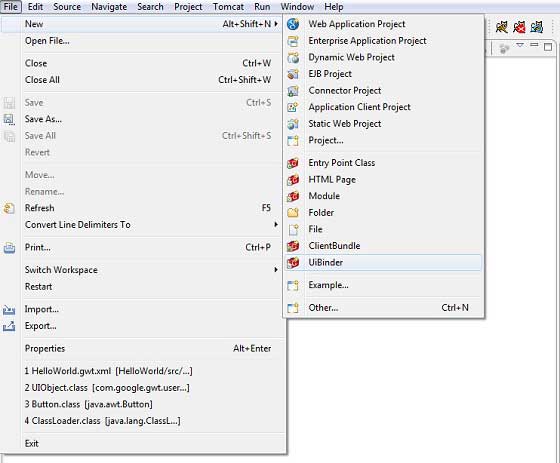 File Edit Source Navigate Search Project Tomcat Run Window Help
New Alt+Shift+N
Open File...
Close Ctrl+W
Close All Ctrl+Shift+W
Save Ctrl+S
Save As...
Save All Ctrl+Shift+S
Revert
Move...
Rename...
Refresh F5
Convert Line Delimiters To
Print... Ctrl+P
Switch Workspace
Restart
Import...
Export...
Properties Alt+Enter
1 HelloWorld.gwt.xml [HelloWorld/src/...]
2 UIObject.class [com.google.gwt.user...]
3 Button.class [java.awt.Button]
4 ClassLoader.class [java.lang.ClassL...]
Exit
Web Application Project
Enterprise Application Project
Dynamic Web Project
EJB Project
Connector Project
Application Client Project
Static Web Project
Project...
Entry Point Class
HTML Page
Module
Folder
File
ClientBundle
UiBinder
Example...
Other... Ctrl+N